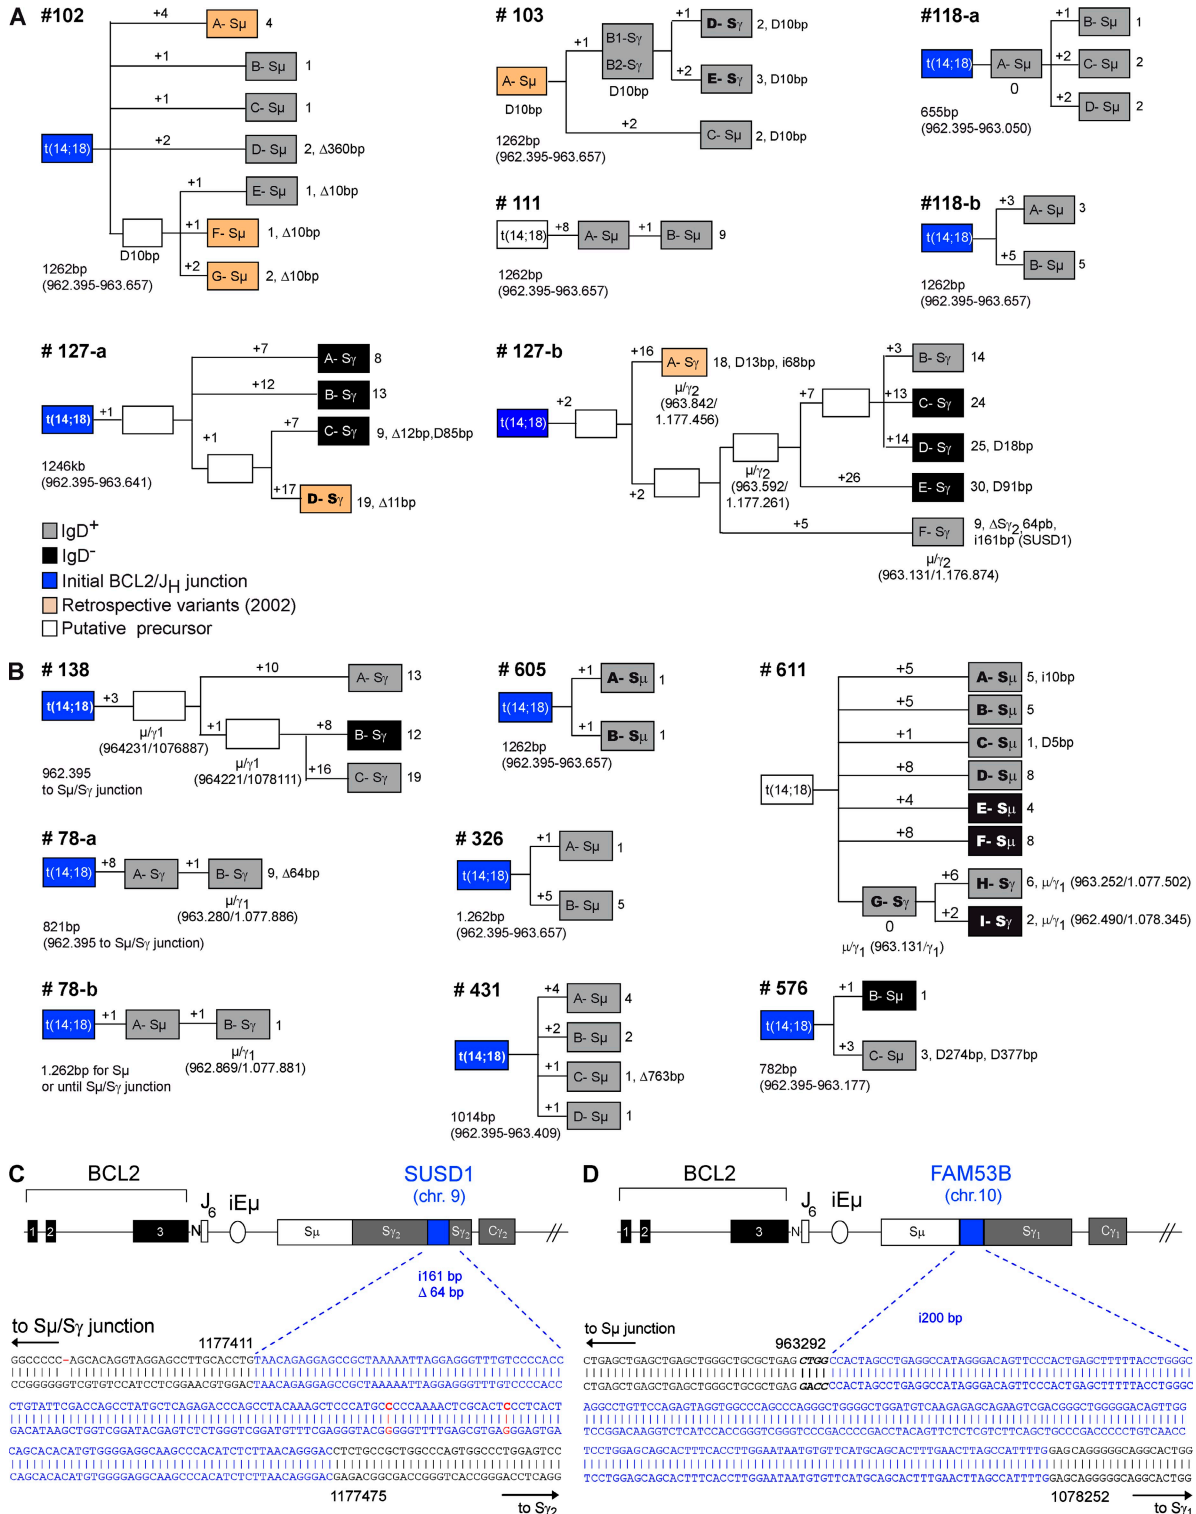 A
#102
t(14;18)
+4
A- Sµ
4
+1
B- Sµ
1
+1
C- Sµ
1
+2
D- Sµ
2, Δ360bp
+1
E- Sµ
1, Δ10bp
D10bp
+1
F- Sµ
1, Δ10bp
+2
G- Sµ
2, Δ10bp
1262bp
(962.395-963.657)
# 103
A- Sµ
D10bp
+1
B1-Sγ
B2-Sγ
D10bp
+1
D- Sγ
2, D10bp
+2
E- Sγ
3, D10bp
+2
C- Sµ
2, D10bp
1262bp
(962.395-963.657)
#118-a
t(14;18)
A- Sµ
0
+1
B- Sµ
1
+2
C- Sµ
2
+2
D- Sµ
2
655bp
(962.395-963.050)
# 111
t(14;18)
+8
A- Sµ
+1
B- Sµ
9
1262bp
(962.395-963.657)
#118-b
t(14;18)
+3
A- Sµ
3
+5
B- Sµ
5
1262bp
(962.395-963.657)
# 127-a
t(14;18)
+1
+7
A- Sγ
8
+12
B- Sγ
13
+1
+7
C- Sγ
9, Δ12bp,D85bp
+17
D- Sγ
19, Δ11bp
1246kb
(962.395-963.641)
# 127-b
t(14;18)
+2
+16
A- Sγ
18, D13bp, i68bp
µ/γ2
(963.842/
1.177.456)
+2
µ/γ2
(963.592/
1.177.261)
+7
+3
B- Sγ
14
+13
C- Sγ
24
+14
D- Sγ
25, D18bp
+26
E- Sγ
30, D91bp
+5
F- Sγ
9, ΔSγ2,64pb,
i161bp (SUSD1)
µ/γ2
(963.131/1.176.874)
IgD+
IgD-
Initial BCL2/JH junction
Retrospective variants (2002)
Putative precursor
B
# 138
t(14;18)
+3
µ/γ1
(964231/1076887)
+10
A- Sγ
13
+1
µ/γ1
(964221/1078111)
+8
B- Sγ
12
+16
C- Sγ
19
962.395
to Sµ/Sγ junction
# 605
t(14;18)
+1
A- Sµ
1
+1
B- Sµ
1
1262bp
(962.395-963.657)
# 611
t(14;18)
+5
A- Sµ
5, i10bp
+5
B- Sµ
5
+1
C- Sµ
1, D5bp
+8
D- Sµ
8
+4
E- Sµ
4
+8
F- Sµ
8
G- Sγ
0
µ/γ1 (963.131/γ1)
+6
H- Sγ
6, µ/γ1 (963.252/1.077.502)
+2
I- Sγ
2, µ/γ1 (962.490/1.078.345)
# 78-a
t(14;18)
+8
A- Sγ
+1
B- Sγ
9, Δ64bp
µ/γ1
(963.280/1.077.886)
821bp
(962.395 to Sµ/Sγ junction)
# 326
t(14;18)
+1
A- Sµ
1
+5
B- Sµ
5
1.262bp
(962.395-963.657)
# 78-b
t(14;18)
+1
A- Sµ
+1
B- Sγ
1
µ/γ1
(962.869/1.077.881)
1.262bp for Sµ
or until Sµ/Sγ junction
# 431
t(14;18)
+4
A- Sµ
4
+2
B- Sµ
2
+1
C- Sµ
1, Δ763bp
+1
D- Sµ
1
1014bp
(962.395-963.409)
# 576
t(14;18)
+1
B- Sµ
1
+3
C- Sµ
3, D274bp, D377bp
782bp
(962.395-963.177)
C
BCL2
SUSD1
(chr. 9)
1 2 3 N J6 iEµ Sµ Sγ2 Sγ2 Cγ2 //
i161 bp
Δ 64 bp
to Sµ/Sγ junction
1177411
GGCCCCC-AGCACAGGTAGGAGCCTTGCACCTGTAACAGAGGAGCCGCTAAAAATTAGGAGGGTTTGTCCCCACC
CCGGGGGGTCGTGTCCATCCTCGGAACGTGGACTAACAGAGGAGCCGCTAAAAATTAGGAGGGTTTGTCCCCACC
CTGTATTCGACCAGCCTATGCTCAGAGACCCAGCCTACAAAGCTCCCATGCCCCCAAAACTCGCACTCCCTCACT
GACATAAGCTGGTCGGATACGAGTCTCTGGGTCGGATGTTTCGAGGGTACGGGGGTTTTGAGCGTGAGGGAGTGA
CAGCACACATGTGGGGAGGCAAGCCCACATCTCTTAACAGGGACCTCTGCCGCTGGCCCAGTGGCCCTGGAGTCC
CAGCACACATGTGGGGAGGCAAGCCCACATCTCTTAACAGGGACGAGACGGCGACCGGGTCACCGGGACCTCAGG
1177475
to Sγ2
D
BCL2
FAM53B
(chr.10)
1 2 3 N J6 iEµ Sµ Sγ1 Cγ1 //
i200 bp
to Sµ junction
963292
CTGAGCTGAGCTGAGCTGGGCTGCGCTGAGCTGGCCACTAGCCTGAGGCCATAGGGACAGTTCCCACTGAGCTTTTTACCTGGGC
CTGAGCTGAGCTGAGCTGGGCTGCGCTGAGGACCCCACTAGCCTGAGGCCATAGGGACAGTTCCCACTGAGCTTTTTACCTGGGC
AGGCCTGTTCCAGAGTAGGTGGCCCAGCCCAGGGCTGGGGCTGGATGTCAAGAGAGCAGAAGTCGACGGGCTGGGGGACAGTTGG
TCCGGACAAGGTCTCATCCACCGGGTCGGGTCCCGACCCCGACCTACAGTTCTCTCGTCTTCAGCTGCCCGACCCCCTGTCAACC
TCCTGGAGCAGCACTTTCACCTTGGAATAATGTGTTCATGCAGCACTTTGAACTTAGCCATTTTGGAGCAGGGGGCAGGCACTGG
TCCTGGAGCAGCACTTTCACCTTGGAATAATGTGTTCATGCAGCACTTTGAACTTAGCCATTTTGGAGCAGGGGGCAGGCACTGG
1078252
to Sγ1